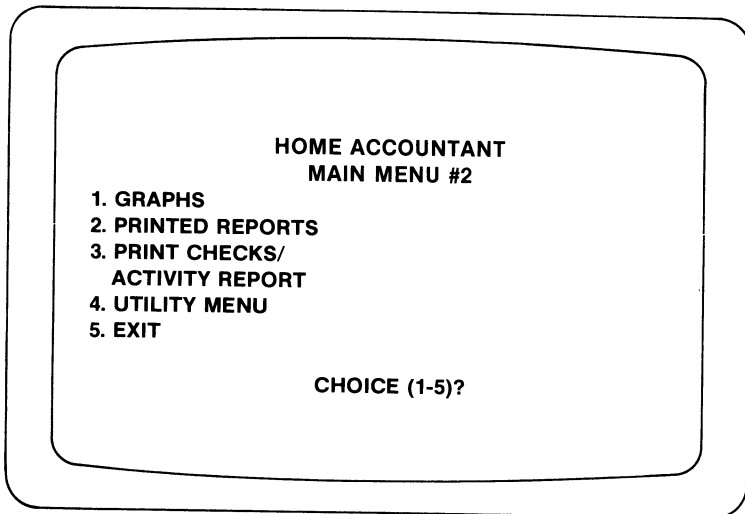 HOME ACCOUNTANT
MAIN MENU #2
1. GRAPHS
2. PRINTED REPORTS
3. PRINT CHECKS/
ACTIVITY REPORT
4. UTILITY MENU
5. EXIT
CHOICE (1-5)?